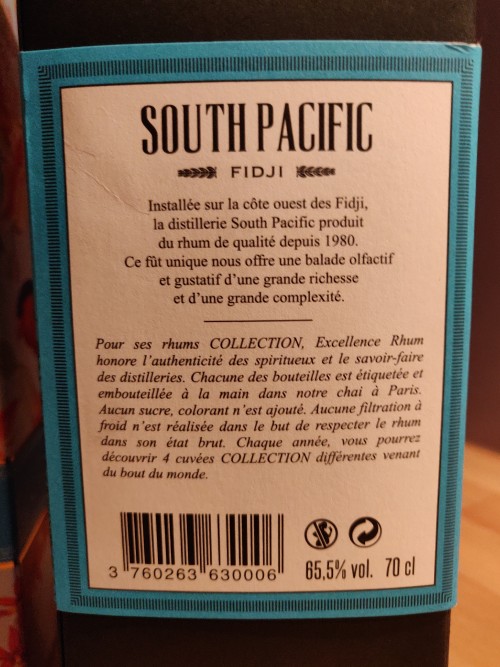 SOUTH PACIFIC
FIDJI
Installée sur la côte ouest des Fidji,
la distillerie South Pacific produit
du rhum de qualité depuis 1980.
Ce fût unique nous offre une balade olfactif
et gustatif d'une grande richesse
et d'une grande complexité.
Pour ses rhums COLLECTION, Excellence Rhum
honore l'authenticité des spiritueux et le savoir-faire
des distilleries. Chacune des bouteilles est étiquetée et
embouteillée à la main dans notre chai à Paris.
Aucun sucre, colorant n'est ajouté. Aucune filtration à
froid n'est réalisée dans le but de respecter le rhum
dans son état brut. Chaque année, vous pourrez
découvrir 4 cuvées COLLECTION différentes venant
du bout du monde.
3 760263 630006
65,5% vol. 70 cl